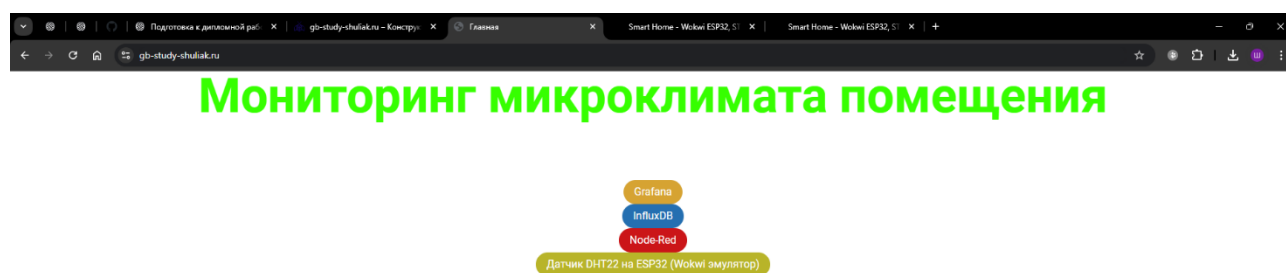 Подготовка к дипломной раб
gb-study-shuliak.ru – Конструк
Главная
Smart Home - Wokwi ESP32, ST
Smart Home - Wokwi ESP32, ST
gb-study-shuliak.ru
Мониторинг микроклимата помещения
Grafana
InfluxDB
Node-Red
Датчик DHT22 на ESP32 (Wokwi эмулятор)